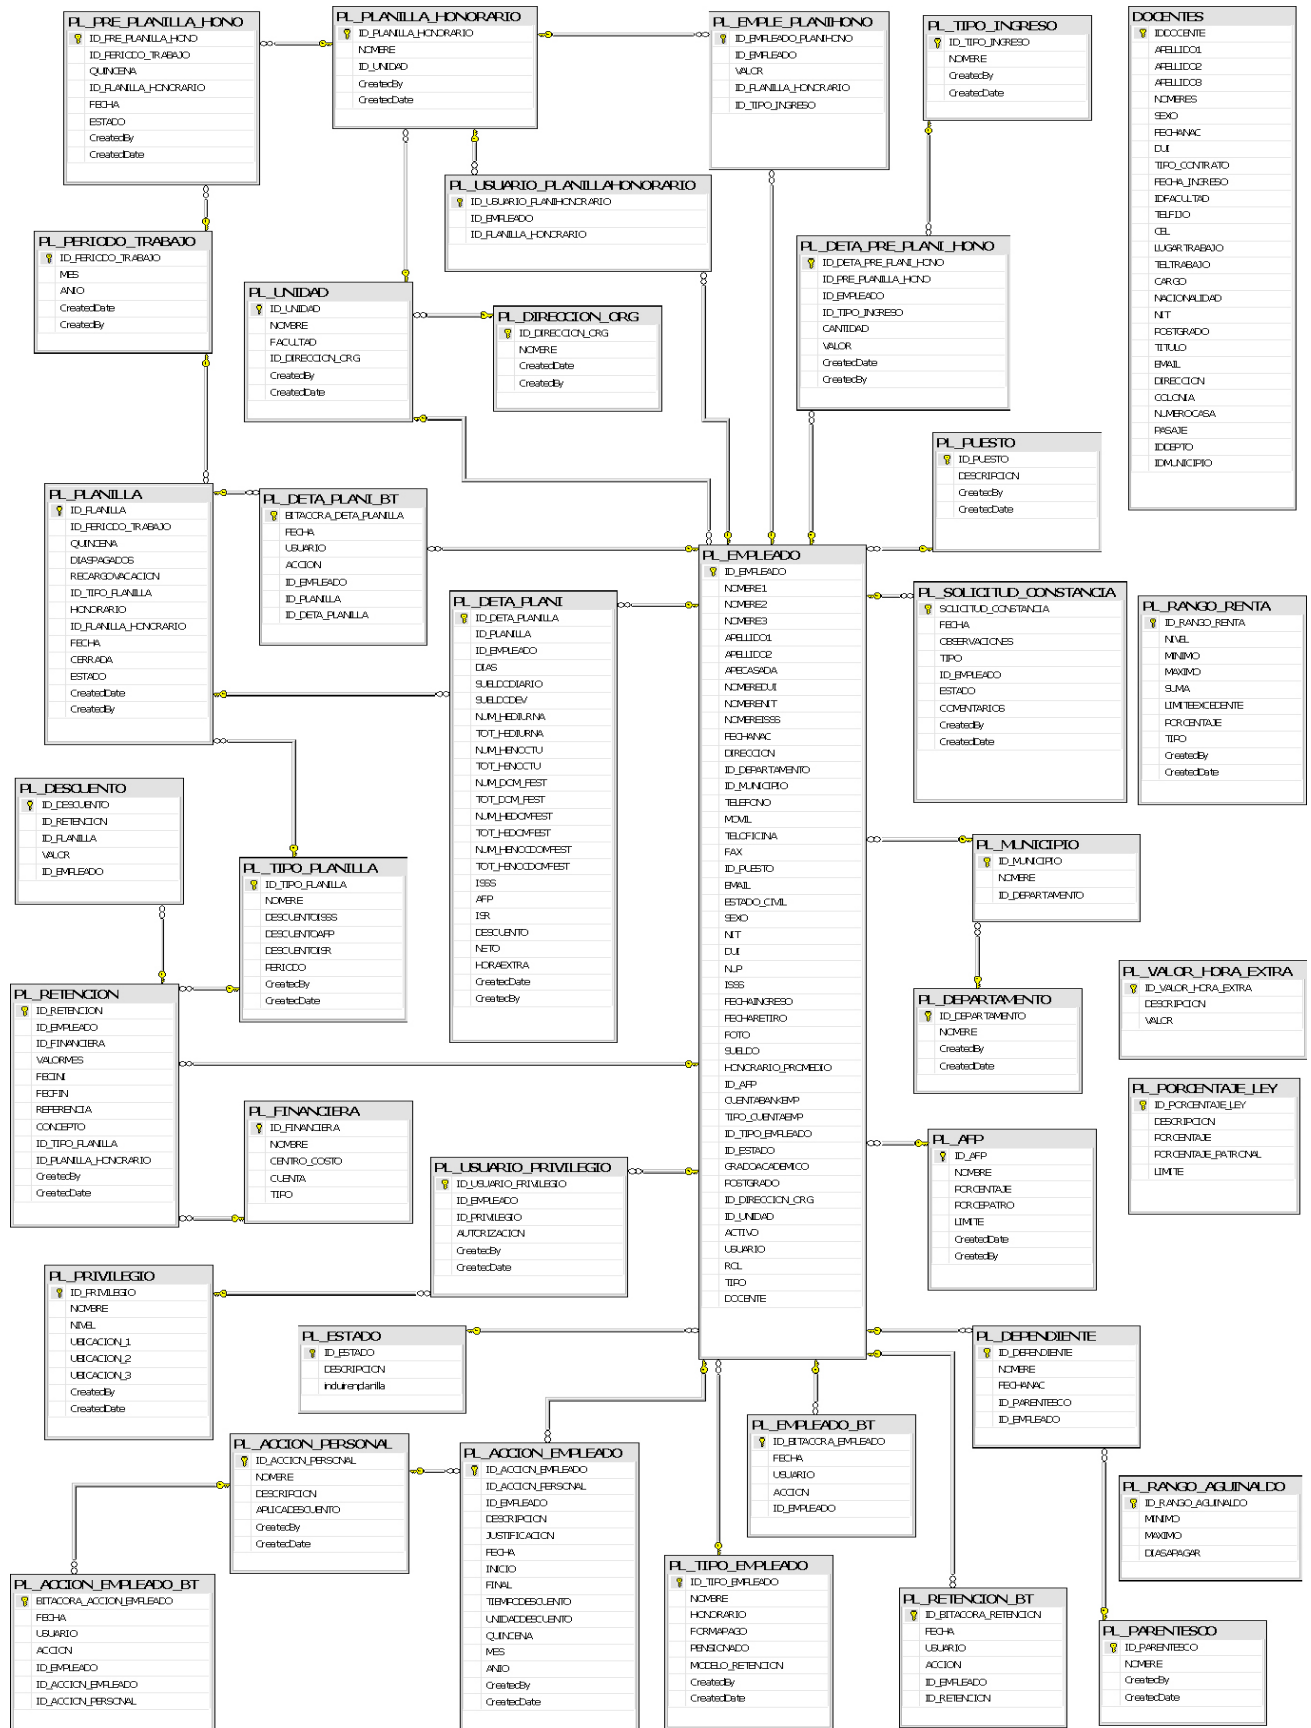 PL_PRE_PLANILLA_HONO
ID_PRE_PLANILLA_HONO
ID_PERIODO_TRABAJO
QUINCENA
ID_PLANILLA_HONORARIO
FECHA
ESTADO
CreatedBy
CreatedDate
PL_PLANILLA_HONORARIO
ID_PLANILLA_HONORARIO
NOMBRE
ID_UNIDAD
CreatedBy
CreatedDate
PL_EMPLE_PLANIHONO
ID_EMPLEADO_PLANIHONO
ID_EMPLEADO
VALOR
ID_PLANILLA_HONORARIO
ID_TIPO_INGRESO
PL_TIPO_INGRESO
ID_TIPO_INGRESO
NOMBRE
CreatedBy
CreatedDate
DOCENTES
IDDOCENTE
APELLIDO1
APELLIDO2
APELLIDO3
NOMBRES
SEXO
FECHANAC
DUI
TIPO_CONTRATO
FECHA_INGRESO
IDFACULTAD
TELFIJO
CEL
LUGARTRABAJO
TELTRABAJO
CARGO
NACIONALIDAD
NIT
POSTGRADO
TITULO
EMAIL
DIRECCION
COLONIA
NUMEROCASA
PASAJE
IDDEPTO
IDMUNICIPIO
PL_USUARIO_PLANILLAHONORARIO
ID_USUARIO_PLANIHONORARIO
ID_EMPLEADO
ID_PLANILLA_HONORARIO
PL_PERIODO_TRABAJO
ID_PERIODO_TRABAJO
MES
ANIO
CreatedDate
CreatedBy
PL_DETA_PRE_PLANI_HONO
ID_DETA_PRE_PLANI_HONO
ID_PRE_PLANILLA_HONO
ID_EMPLEADO
ID_TIPO_INGRESO
CANTIDAD
VALOR
CreatedDate
CreatedBy
PL_UNIDAD
ID_UNIDAD
NOMBRE
FACULTAD
ID_DIRECCION_ORG
CreatedBy
CreatedDate
PL_DIRECCION_ORG
ID_DIRECCION_ORG
NOMBRE
CreatedDate
CreatedBy
PL_PUESTO
ID_PUESTO
DESCRIPCION
CreatedBy
CreatedDate
PL_PLANILLA
ID_PLANILLA
ID_PERIODO_TRABAJO
QUINCENA
DIASPAGADOS
RECARGOVACACION
ID_TIPO_PLANILLA
HONORARIO
ID_PLANILLA_HONORARIO
FECHA
CERRADA
ESTADO
CreatedDate
CreatedBy
PL_DETA_PLANI_BT
BITACORA_DETA_PLANILLA
FECHA
USUARIO
ACCION
ID_EMPLEADO
ID_PLANILLA
ID_DETA_PLANILLA
PL_DETA_PLANI
ID_DETA_PLANILLA
ID_PLANILLA
ID_EMPLEADO
DIAS
SUELDODIARIO
SUELDODEV
NUM_HEDIURNA
TOT_HEDIURNA
NUM_HENOCTU
TOT_HENOCTU
NUM_DOM_FEST
TOT_DOM_FEST
NUM_HEDOMFEST
TOT_HEDOMFEST
NUM_HENOCDOMFEST
TOT_HENOCDOMFEST
ISSS
AFP
ISR
DESCUENTO
NETO
HORAEXTRA
CreatedDate
CreatedBy
PL_EMPLEADO
ID_EMPLEADO
NOMBRE1
NOMBRE2
NOMBRE3
APELLIDO1
APELLIDO2
APECASADA
NOMBREDUI
NOMBRENIT
NOMBREISSS
FECHANAC
DIRECCION
ID_DEPARTAMENTO
ID_MUNICIPIO
TELEFONO
MOVIL
TELOFICINA
FAX
ID_PUESTO
EMAIL
ESTADO_CIVIL
SEXO
NIT
DUI
NUP
ISSS
FECHAINGRESO
FECHARETIRO
FOTO
SUELDO
HONORARIO_PROMEDIO
ID_AFP
CUENTABANKEMP
TIPO_CUENTAEMP
ID_TIPO_EMPLEADO
ID_ESTADO
GRADOACADEMICO
POSTGRADO
ID_DIRECCION_ORG
ID_UNIDAD
ACTIVO
USUARIO
ROL
TIPO
DOCENTE
PL_SOLICITUD_CONSTANCIA
SOLICITUD_CONSTANCIA
FECHA
OBSERVACIONES
TIPO
ID_EMPLEADO
ESTADO
COMENTARIOS
CreatedBy
CreatedDate
PL_RANGO_RENTA
ID_RANGO_RENTA
NIVEL
MINIMO
MAXIMO
SUMA
LIMITEEXCEDENTE
PORCENTAJE
TIPO
CreatedBy
CreatedDate
PL_DESCUENTO
ID_DESCUENTO
ID_RETENCION
ID_PLANILLA
VALOR
ID_EMPLEADO
PL_TIPO_PLANILLA
ID_TIPO_PLANILLA
NOMBRE
DESCUENTOISSS
DESCUENTOAFP
DESCUENTOISR
PERIODO
CreatedBy
CreatedDate
PL_MUNICIPIO
ID_MUNICIPIO
NOMBRE
ID_DEPARTAMENTO
PL_RETENCION
ID_RETENCION
ID_EMPLEADO
ID_FINANCIERA
VALORMES
FECINI
FECFIN
REFERENCIA
CONCEPTO
ID_TIPO_PLANILLA
ID_PLANILLA_HONORARIO
CreatedBy
CreatedDate
PL_DEPARTAMENTO
ID_DEPARTAMENTO
NOMBRE
CreatedBy
CreatedDate
PL_VALOR_HORA_EXTRA
ID_VALOR_HORA_EXTRA
DESCRIPCION
VALOR
PL_PORCENTAJE_LEY
ID_PORCENTAJE_LEY
DESCRIPCION
PORCENTAJE
PORCENTAJE_PATRONAL
LIMITE
PL_FINANCIERA
ID_FINANCIERA
NOMBRE
CENTRO_COSTO
CUENTA
TIPO
PL_USUARIO_PRIVILEGIO
ID_USUARIO_PRIVILEGIO
ID_EMPLEADO
ID_PRIVILEGIO
AUTORIZACION
CreatedBy
CreatedDate
PL_AFP
ID_AFP
NOMBRE
PORCENTAJE
PORCEPATRO
LIMITE
CreatedDate
CreatedBy
PL_PRIVILEGIO
ID_PRIVILEGIO
NOMBRE
NIVEL
UBICACION_1
UBICACION_2
UBICACION_3
CreatedBy
CreatedDate
PL_ESTADO
ID_ESTADO
DESCRIPCION
incluirenplanilla
PL_DEPENDIENTE
ID_DEPENDIENTE
NOMBRE
FECHANAC
ID_PARENTESCO
ID_EMPLEADO
PL_ACCION_PERSONAL
ID_ACCION_PERSONAL
NOMBRE
DESCRIPCION
APLICADESCUENTO
CreatedBy
CreatedDate
PL_ACCION_EMPLEADO
ID_ACCION_EMPLEADO
ID_ACCION_PERSONAL
ID_EMPLEADO
DESCRIPCION
JUSTIFICACION
FECHA
INICIO
FINAL
TIEMPODESCUENTO
UNIDADDESCUENTO
QUINCENA
MES
ANIO
CreatedBy
CreatedDate
PL_EMPLEADO_BT
ID_BITACORA_EMPLEADO
FECHA
USUARIO
ACCION
ID_EMPLEADO
PL_RANGO_AGUINALDO
ID_RANGO_AGUINALDO
MINIMO
MAXIMO
DIASAPAGAR
PL_ACCION_EMPLEADO_BT
BITACORA_ACCION_EMPLEADO
FECHA
USUARIO
ACCION
ID_EMPLEADO
ID_ACCION_EMPLEADO
ID_ACCION_PERSONAL
PL_TIPO_EMPLEADO
ID_TIPO_EMPLEADO
NOMBRE
HONORARIO
FORMAPAGO
PENSIONADO
MODELO_RETENCION
CreatedBy
CreatedDate
PL_RETENCION_BT
ID_BITACORA_RETENCION
FECHA
USUARIO
ACCION
ID_EMPLEADO
ID_RETENCION
PL_PARENTESCO
ID_PARENTESCO
NOMBRE
CreatedBy
CreatedDate